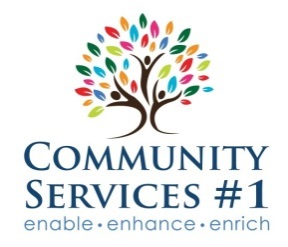 COMMUNITY
SERVICES #1
enable • enhance • enrich